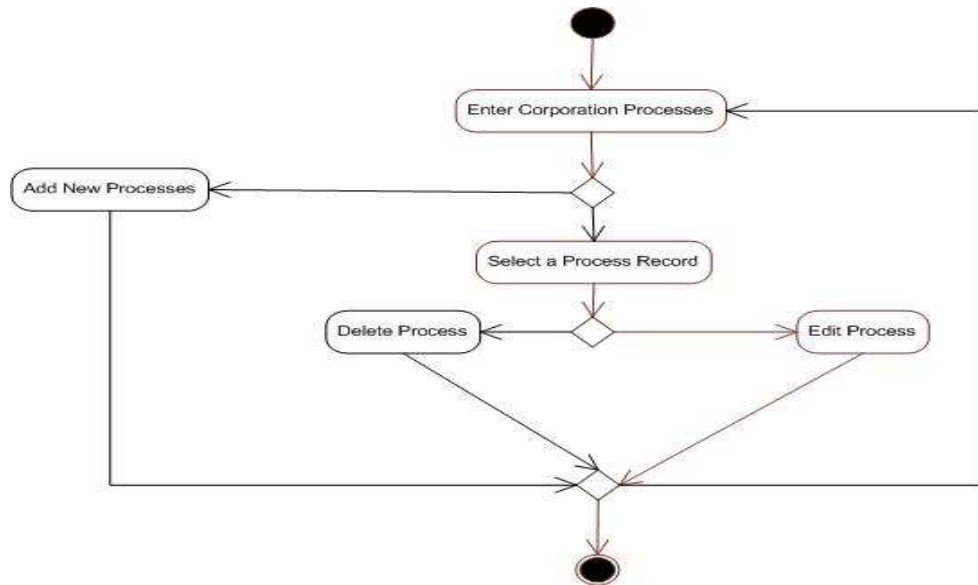 Enter Corporation Processes
Add New Processes
Select a Process Record
Delete Process
Edit Process